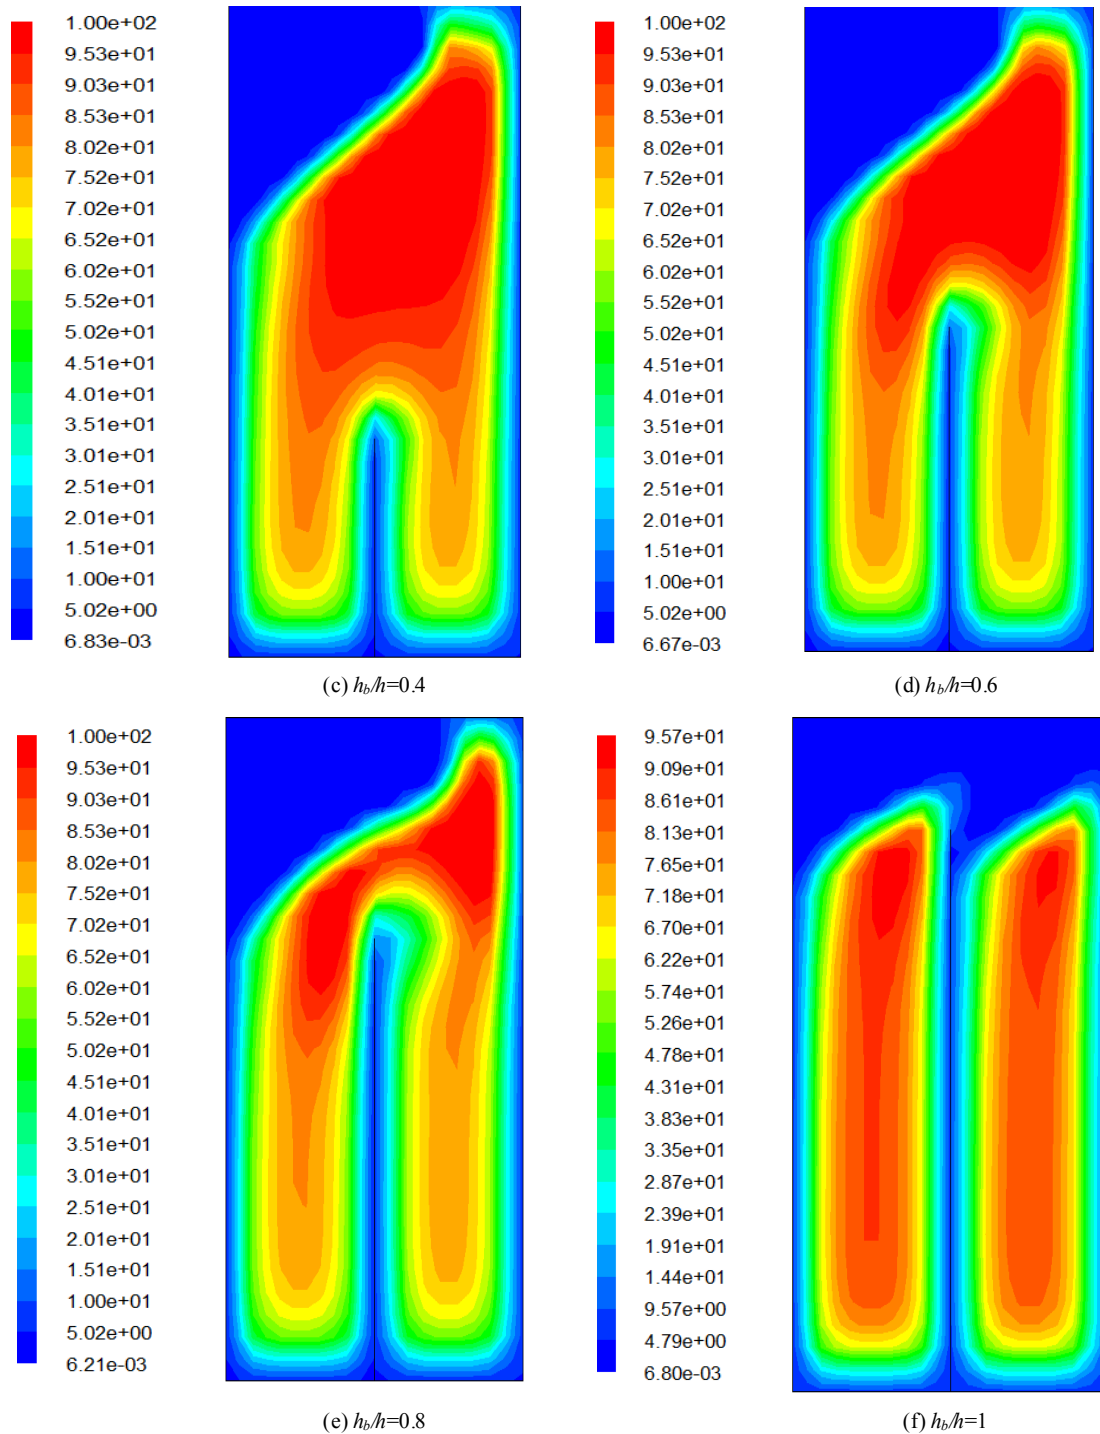 1.00e+02
9.53e+01
9.03e+01
8.53e+01
8.02e+01
7.52e+01
7.02e+01
6.52e+01
6.02e+01
5.52e+01
5.02e+01
4.51e+01
4.01e+01
3.51e+01
3.01e+01
2.51e+01
2.01e+01
1.51e+01
1.00e+01
5.02e+00
6.83e-03
(c) h_b/h=0.4
1.00e+02
9.53e+01
9.03e+01
8.53e+01
8.02e+01
7.52e+01
7.02e+01
6.52e+01
6.02e+01
5.52e+01
5.02e+01
4.51e+01
4.01e+01
3.51e+01
3.01e+01
2.51e+01
2.01e+01
1.51e+01
1.00e+01
5.02e+00
6.67e-03
(d) h_b/h=0.6
1.00e+02
9.53e+01
9.03e+01
8.53e+01
8.02e+01
7.52e+01
7.02e+01
6.52e+01
6.02e+01
5.52e+01
5.02e+01
4.51e+01
4.01e+01
3.51e+01
3.01e+01
2.51e+01
2.01e+01
1.51e+01
1.00e+01
5.02e+00
6.21e-03
(e) h_b/h=0.8
9.57e+01
9.09e+01
8.61e+01
8.13e+01
7.65e+01
7.18e+01
6.70e+01
6.22e+01
5.74e+01
5.26e+01
4.78e+01
4.31e+01
3.83e+01
3.35e+01
2.87e+01
2.39e+01
1.91e+01
1.44e+01
9.57e+00
4.79e+00
6.80e-03
(f) h_b/h=1